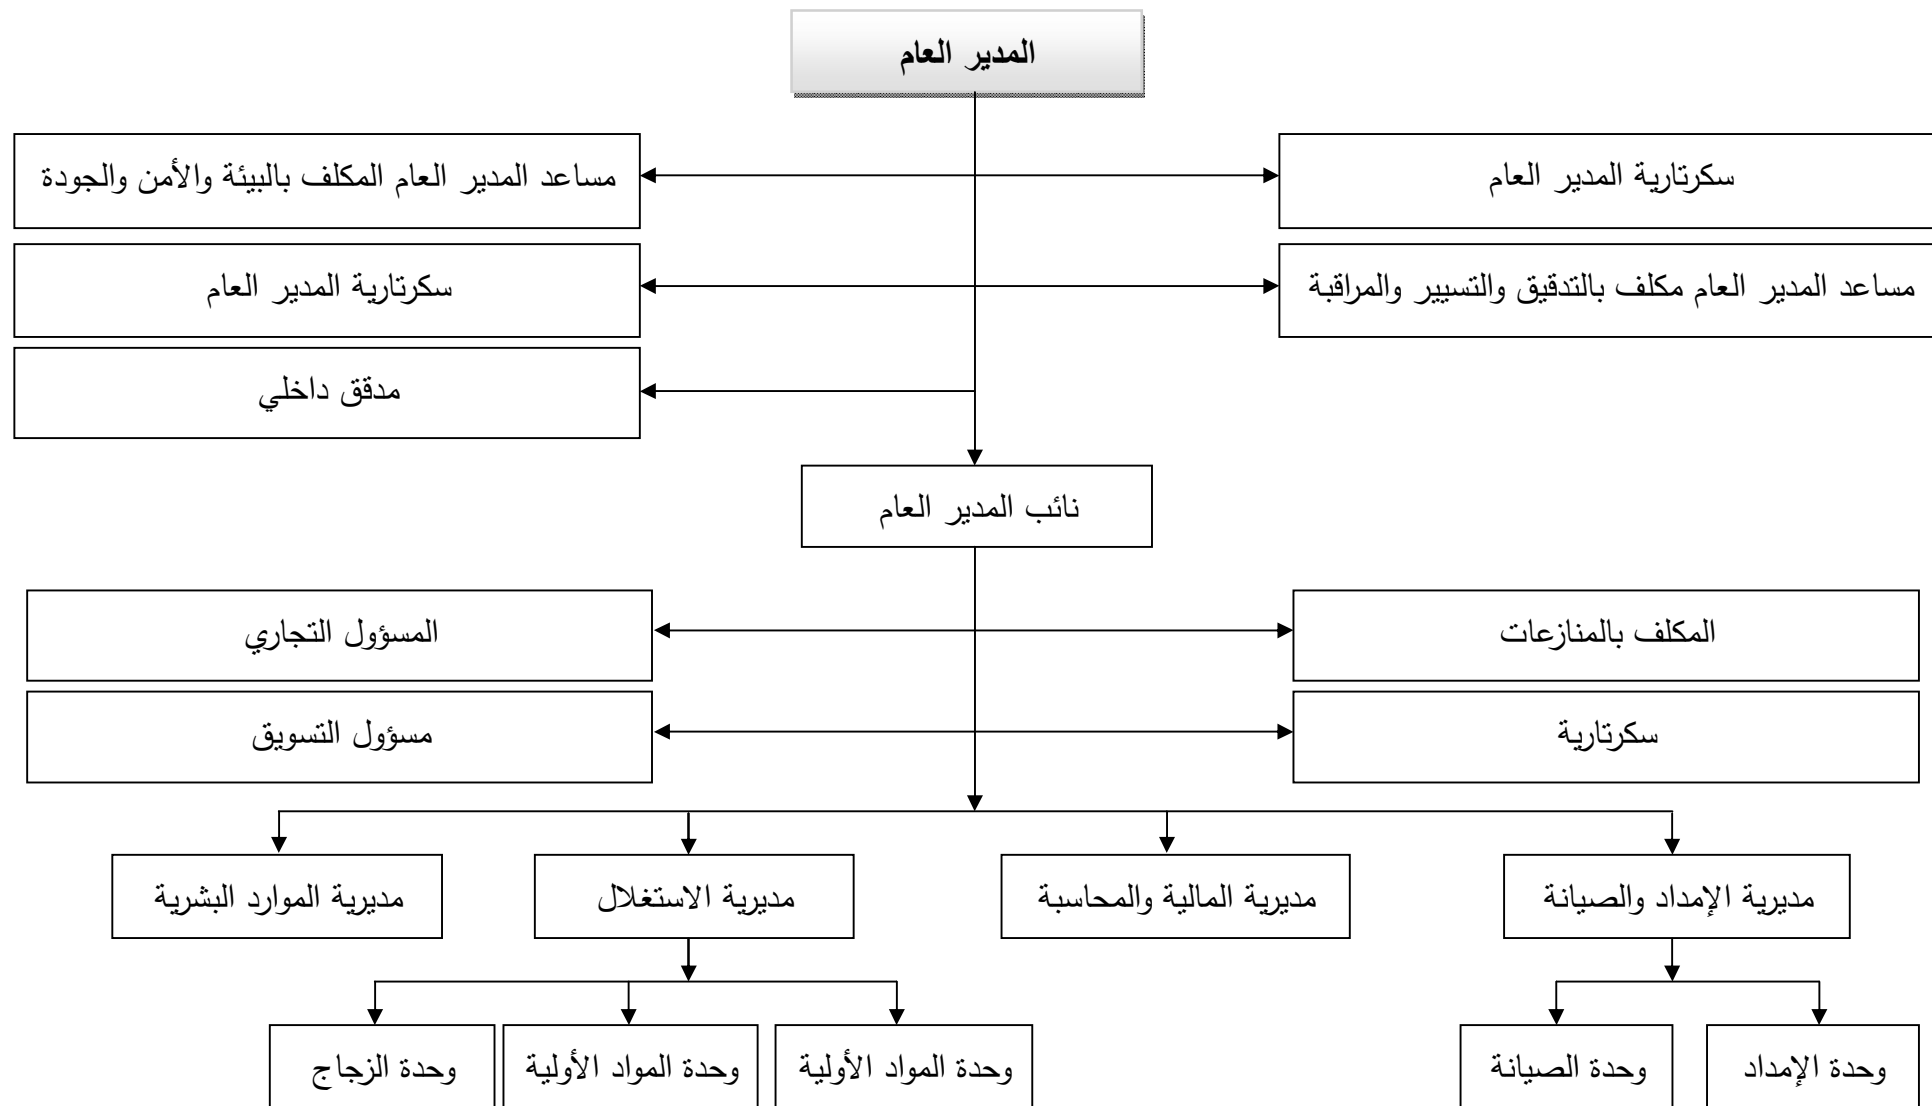 المدير العام
سكرتارية المدير العام
مساعد المدير العام المكلف بالبيئة والأمن والجودة
مساعد المدير العام مكلف بالتدقيق والتسيير والمراقبة
سكرتارية المدير العام
مدقق داخلي
نائب المدير العام
المكلف بالمنازعات
المسؤول التجاري
سكرتارية
مسؤول التسويق
مديرية الإمداد والصيانة
مديرية المالية والمحاسبة
مديرية الاستغلال
مديرية الموارد البشرية
وحدة الإمداد
وحدة الصيانة
وحدة المواد الأولية
وحدة المواد الأولية
وحدة الزجاج